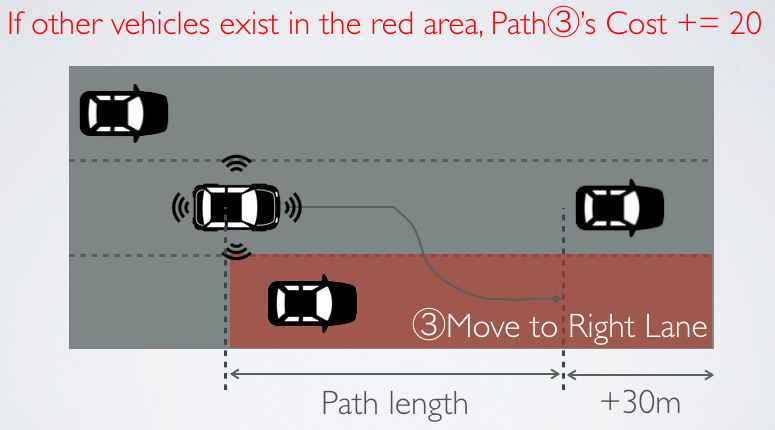 If other vehicles exist in the red area, Path③'s Cost += 20
③Move to Right Lane
Path length
+30m